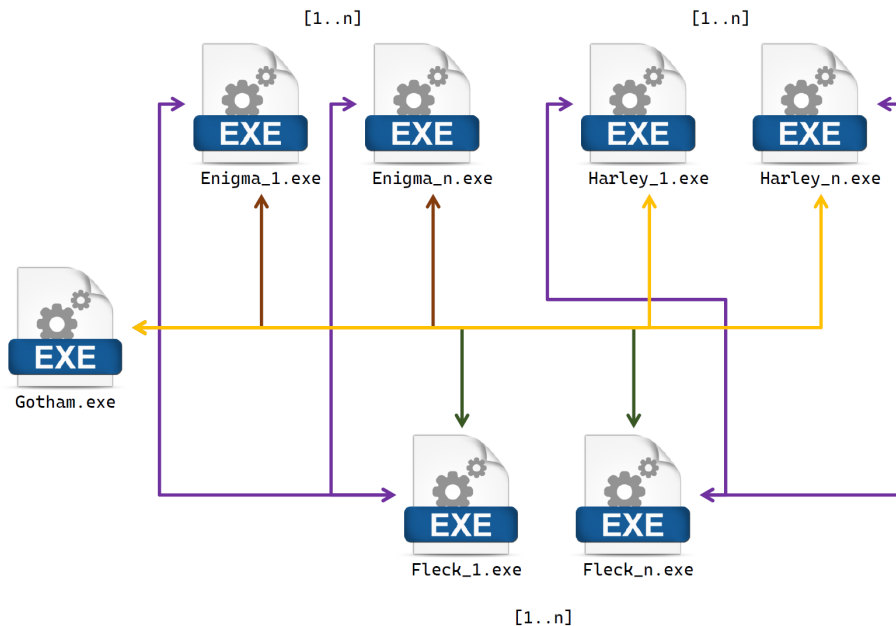 [1..n]
[1..n]
EXE
EXE
EXE
EXE
Enigma_1.exe
Enigma_n.exe
Harley_1.exe
Harley_n.exe
EXE
Gotham.exe
EXE
EXE
Fleck_1.exe
Fleck_n.exe
[1..n]